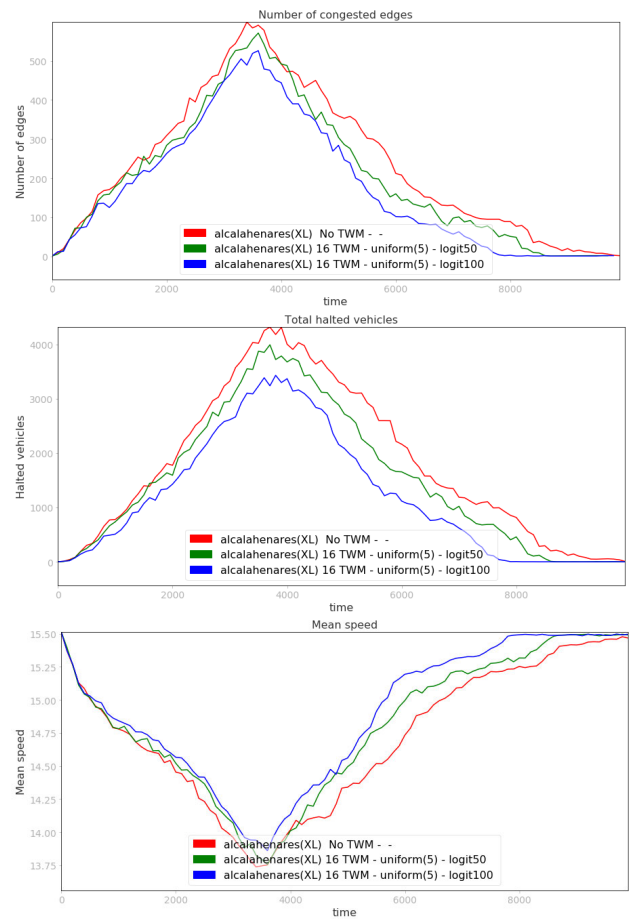 Number of congested edges
500
400
300
200
100
0
Number of edges
alcalahenares(XL) No TWM - -
alcalahenares(XL) 16 TWM - uniform(5) - logit50
alcalahenares(XL) 16 TWM - uniform(5) - logit100
0 2000 4000 6000 8000
time
Total halted vehicles
4000
3000
2000
1000
0
Halted vehicles
alcalahenares(XL) No TWM - -
alcalahenares(XL) 16 TWM - uniform(5) - logit50
alcalahenares(XL) 16 TWM - uniform(5) - logit100
0 2000 4000 6000 8000
time
Mean speed
15.50
15.25
15.00
14.75
14.50
14.25
14.00
13.75
Mean speed
alcalahenares(XL) No TWM - -
alcalahenares(XL) 16 TWM - uniform(5) - logit50
alcalahenares(XL) 16 TWM - uniform(5) - logit100
0 2000 4000 6000 8000
time